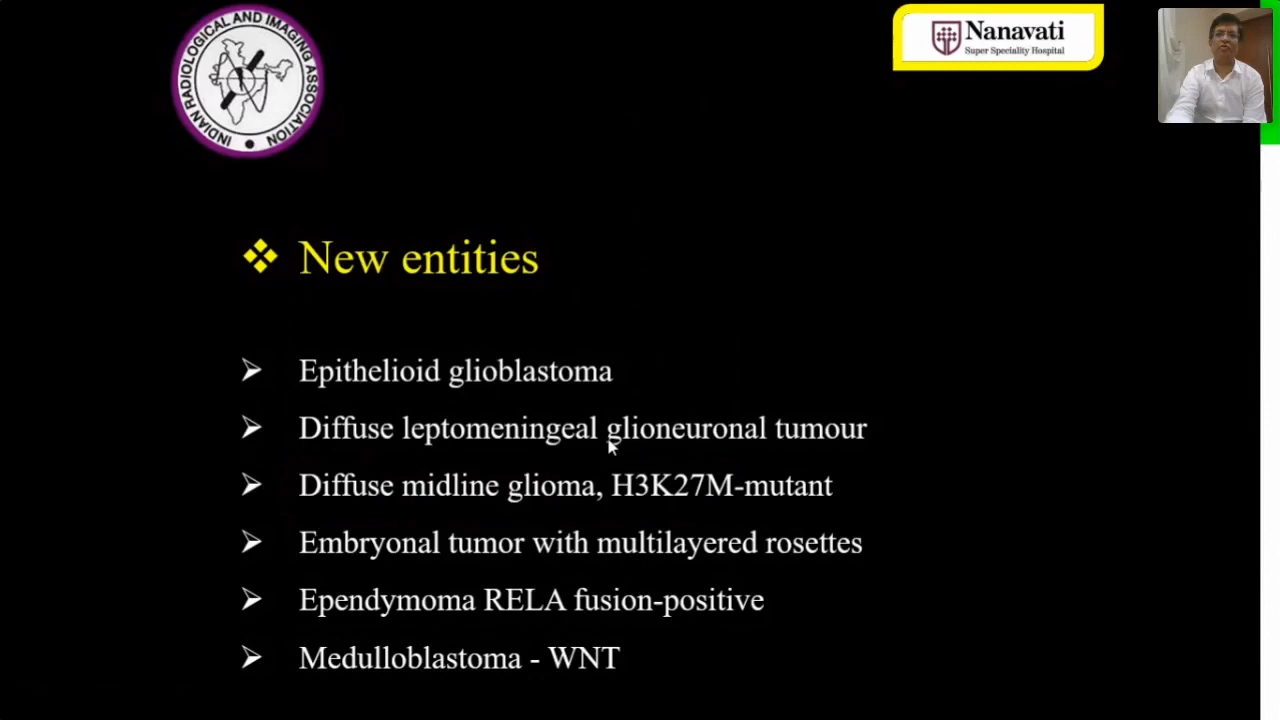 INDIAN RADIOLOGICAL AND IMAGING ASSOCIATION
Nanavati
Super Speciality Hospital
New entities
Epithelioid glioblastoma
Diffuse leptomeningeal glioneuronal tumour
Diffuse midline glioma, H3K27M-mutant
Embryonal tumor with multilayered rosettes
Ependymoma RELA fusion-positive
Medulloblastoma - WNT